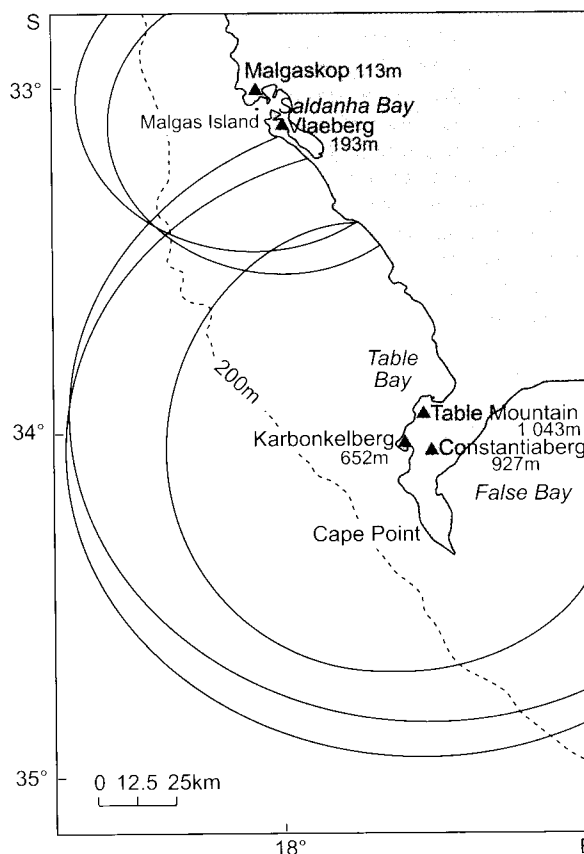 S
33°
Malgaskop 113m
Saldanha Bay
Malgas Island
Vlaeberg
193m
200m
Table
Bay
34°
Table Mountain
1 043m
Karbonkelberg
652m
Constantiaberg
927m
False Bay
Cape Point
35°
0 12.5 25km
18°
E